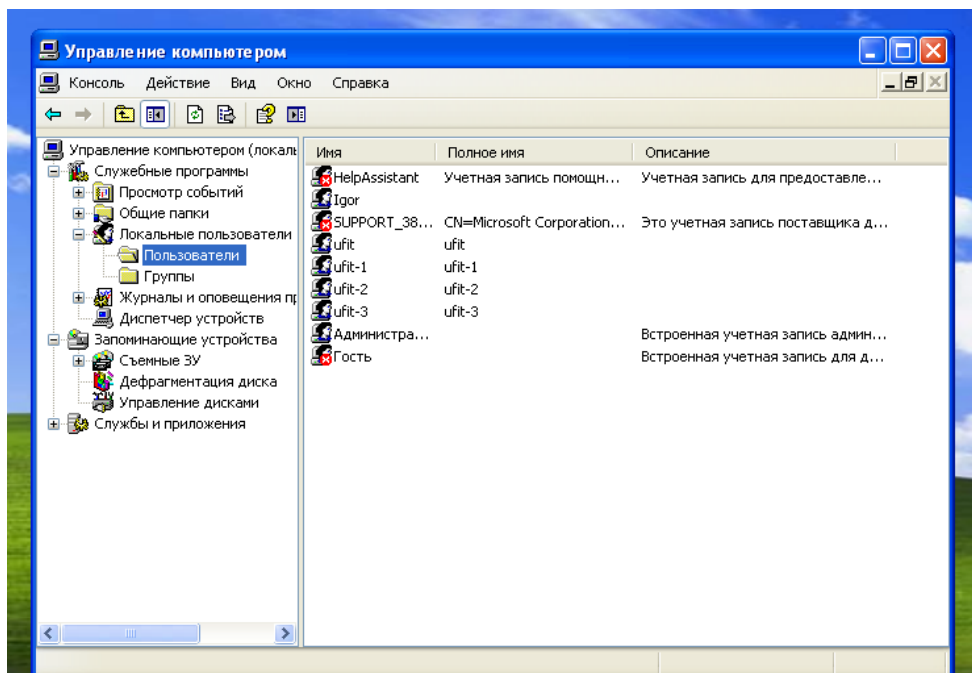 Управление компьютером
Консоль Действие Вид Окно Справка
Управление компьютером (локаль
Служебные программы
Просмотр событий
Общие папки
Локальные пользователи
Пользователи
Группы
Журналы и оповещения пр
Диспетчер устройств
Запоминающие устройства
Съемные ЗУ
Дефрагментация диска
Управление дисками
Службы и приложения
Имя Полное имя Описание
HelpAssistant Учетная запись помощн... Учетная запись для предоставле...
Igor
SUPPORT_38... CN=Microsoft Corporation... Это учетная запись поставщика д...
ufit ufit
ufit-1 ufit-1
ufit-2 ufit-2
ufit-3 ufit-3
Администра... Встроенная учетная запись админ...
Гость Встроенная учетная запись для д...